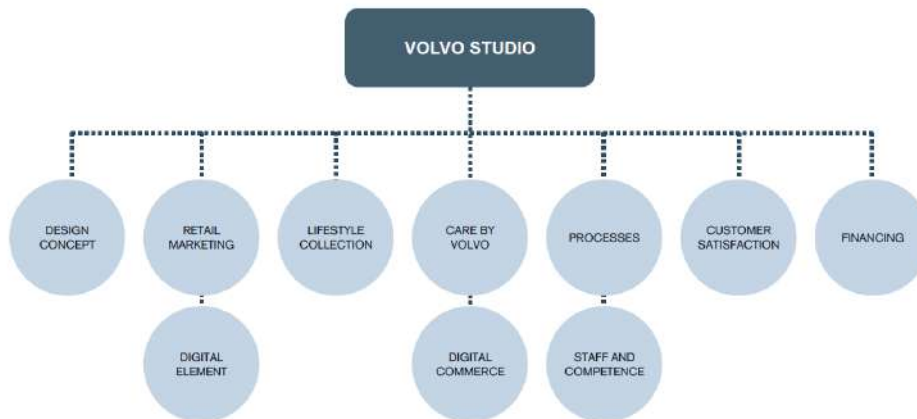 VOLVO STUDIO
DESIGN
CONCEPT
RETAIL
MARKETING
LIFESTYLE
COLLECTION
CARE BY
VOLVO
PROCESSES
CUSTOMER
SATISFACTION
FINANCING
DIGITAL
ELEMENT
DIGITAL
COMMERCE
STAFF AND
COMPETENCE